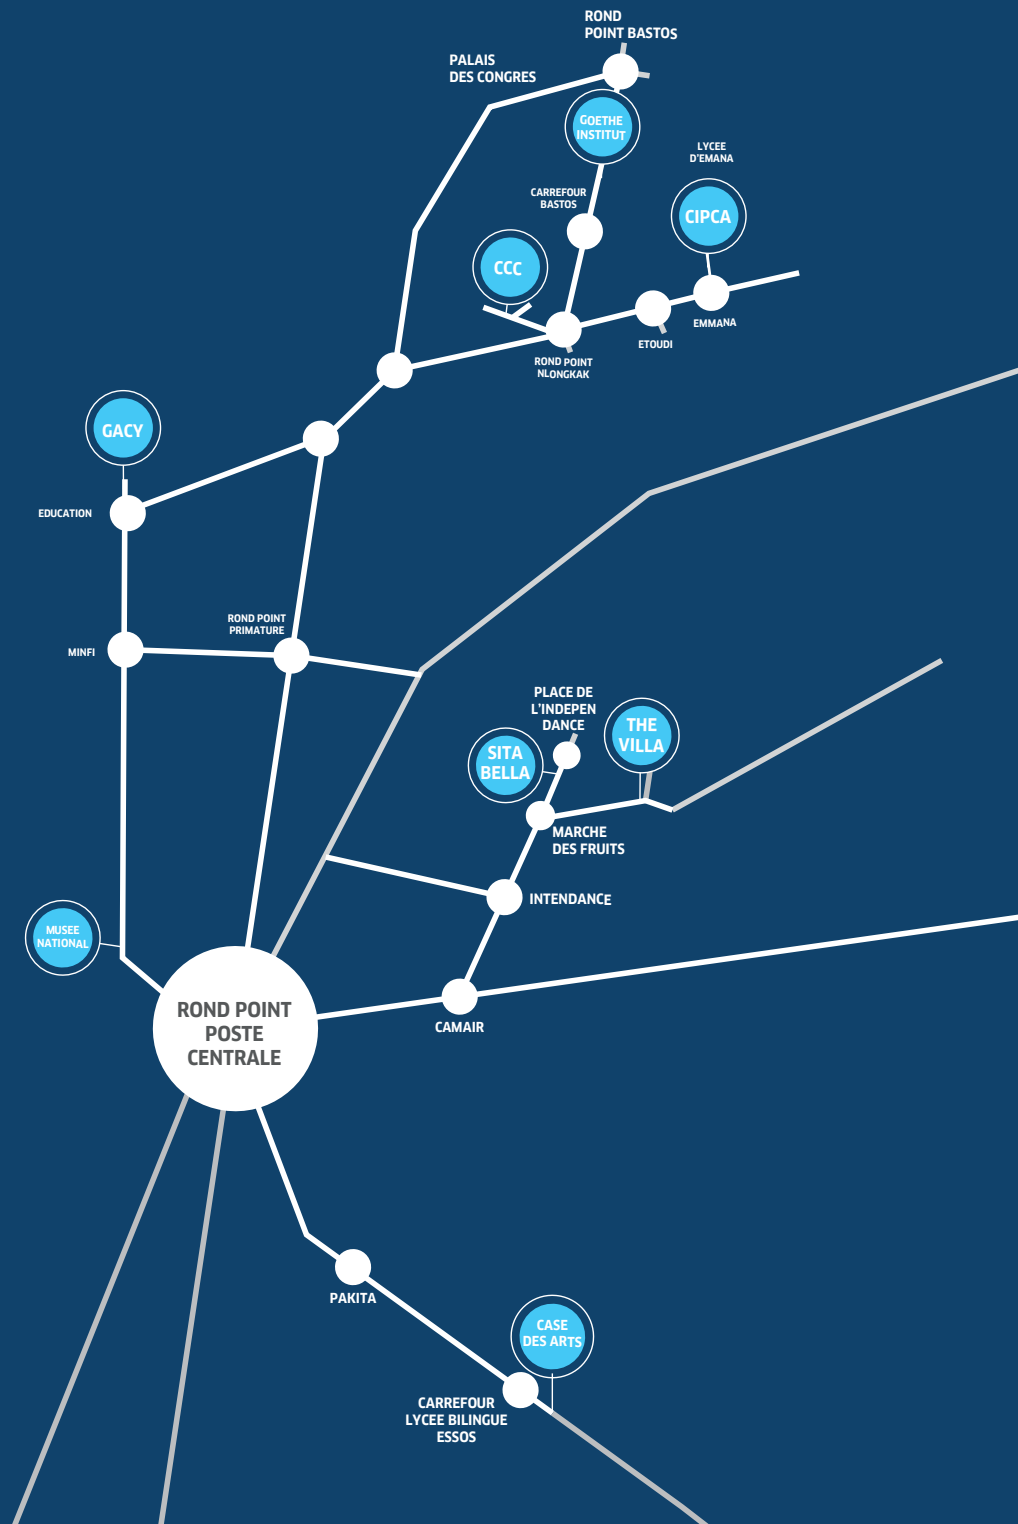 ROND
POINT BASTOS
PALAIS
DES CONGRES
GOETHE
INSTITUT
LYCEE
D'EMANA
CARREFOUR
BASTOS
CIPCA
CCC
EMMANA
ETOUDI
ROND POINT
NLONGKAK
GACY
EDUCATION
ROND POINT
PRIMATURE
MINFI
PLACE DE
L'INDEPEN
DANCE
THE
VILLA
SITA
BELLA
MARCHE
DES FRUITS
INTENDANCE
MUSEE
NATIONAL
ROND POINT
POSTE
CENTRALE
CAMAIR
PAKITA
CASE
DES ARTS
CARREFOUR
LYCEE BILINGUE
ESSOS